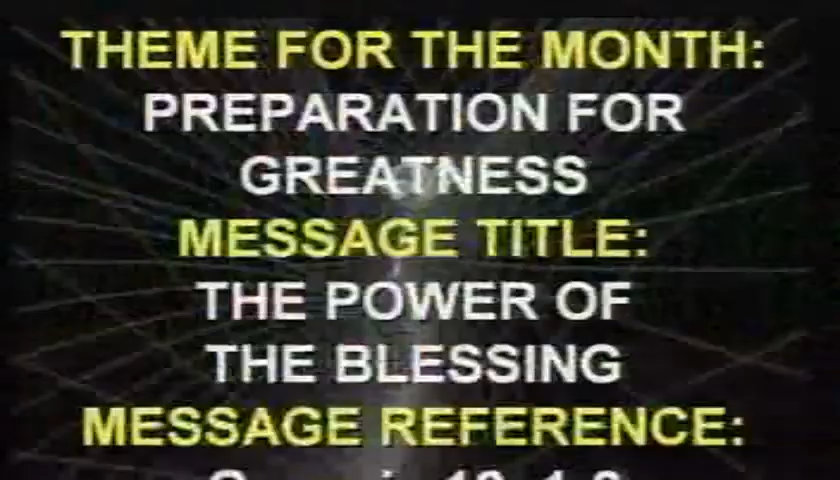 THEME FOR THE MONTH:
PREPARATION FOR
GREATNESS
MESSAGE TITLE:
THE POWER OF
THE BLESSING
MESSAGE REFERENCE: